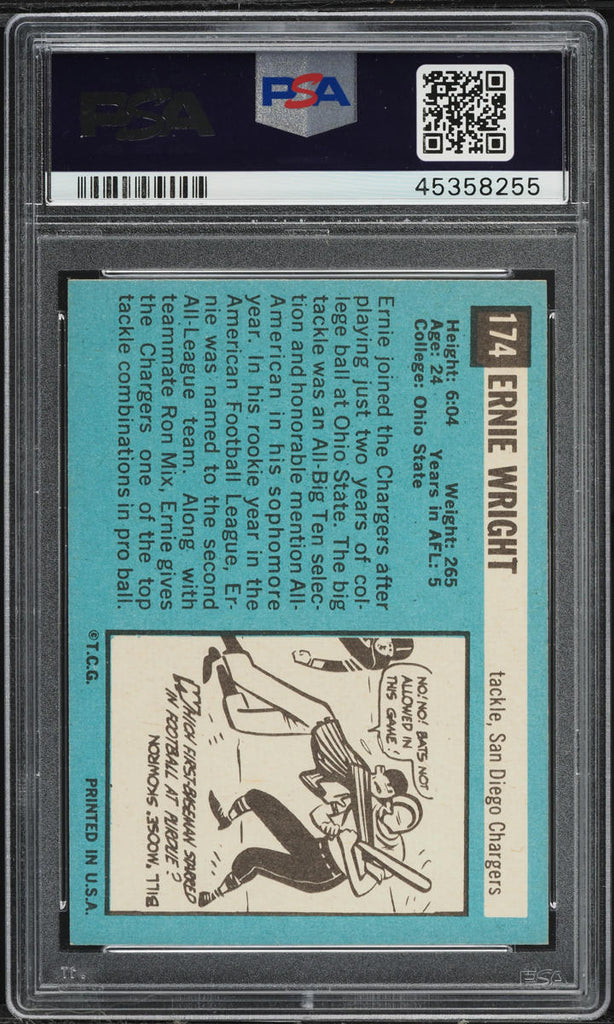 PSA
PSA
45358255
174 ERNIE WRIGHT
tackle, San Diego Chargers
Height: 6:04 Weight: 265
Age: 24 Years in AFL: 5
College: Ohio State
Ernie joined the Chargers after
playing just two years of col-
lege ball at Ohio State. The big
tackle was an All-Big Ten selec-
tion and honorable mention All-
American in his sophomore
year. In his rookie year in the
American Football League, Er-
nie was named to the second
All-League team. Along with
teammate Ron Mix, Ernie gives
the Chargers one of the top
tackle combinations in pro ball.
NO! NO! BATS NOT
ALLOWED IN
THIS GAME!
WHICH FIRST-BASEMAN STARRED
IN FOOTBALL AT PURDUE?
BILL "MOOSE" SKOWRON
©T.C.G. PRINTED IN U.S.A.
PSA